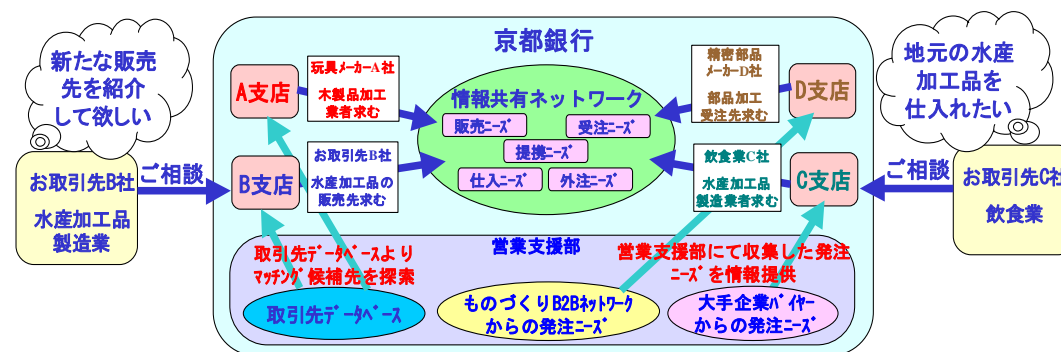 京都銀行
新たな販売
先を紹介
して欲しい
お取引先B社
水産加工品
製造業
ご相談
A支店
玩具ﾒｰｶｰA社
木製品加工
業者求む
B支店
お取引先B社
水産加工品の
販売先求む
情報共有ネットワーク
販売ﾆｰｽﾞ
受注ﾆｰｽﾞ
提携ﾆｰｽﾞ
仕入ﾆｰｽﾞ
外注ﾆｰｽﾞ
精密部品
メーカーD社
部品加工
受注先求む
D支店
飲食業C社
水産加工品
製造業者求む
C支店
ご相談
地元の水産
加工品を
仕入れたい
お取引先C社
飲食業
営業支援部
取引先ﾃﾞｰﾀﾍﾞｰｽより
ﾏｯﾁﾝｸﾞ候補先を探索
営業支援部にて収集した発注
ﾆｰｽﾞを情報提供
取引先ﾃﾞｰﾀﾍﾞｰｽ
ものづくりB2Bﾈｯﾄﾜｰｸ
からの発注ﾆｰｽﾞ
大手企業ﾊﾞｲﾔｰ
からの発注ﾆｰｽﾞ